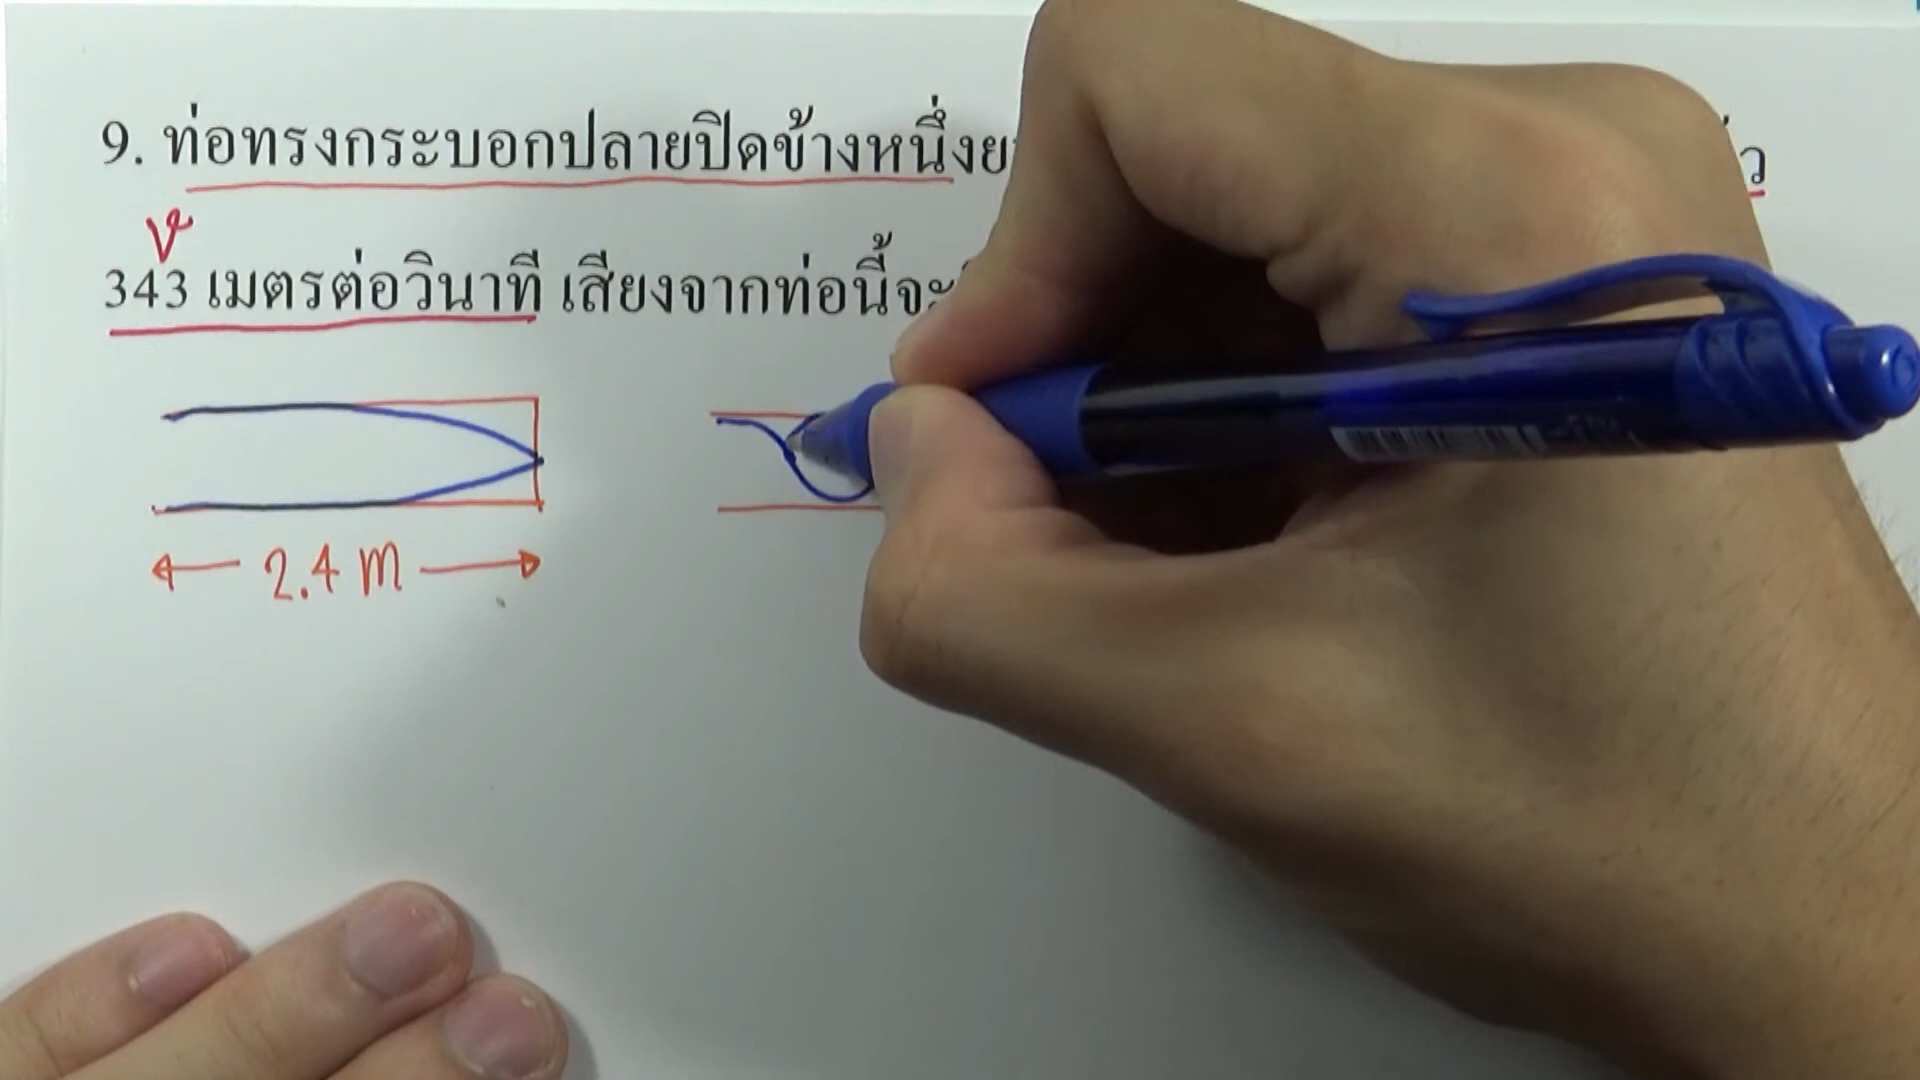 9. ท่อทรงกระบอกปลายปิดข้างหนึ่ง
v
343 เมตรต่อวินาที เสียงจากท่อนี้จะ
2.4 m